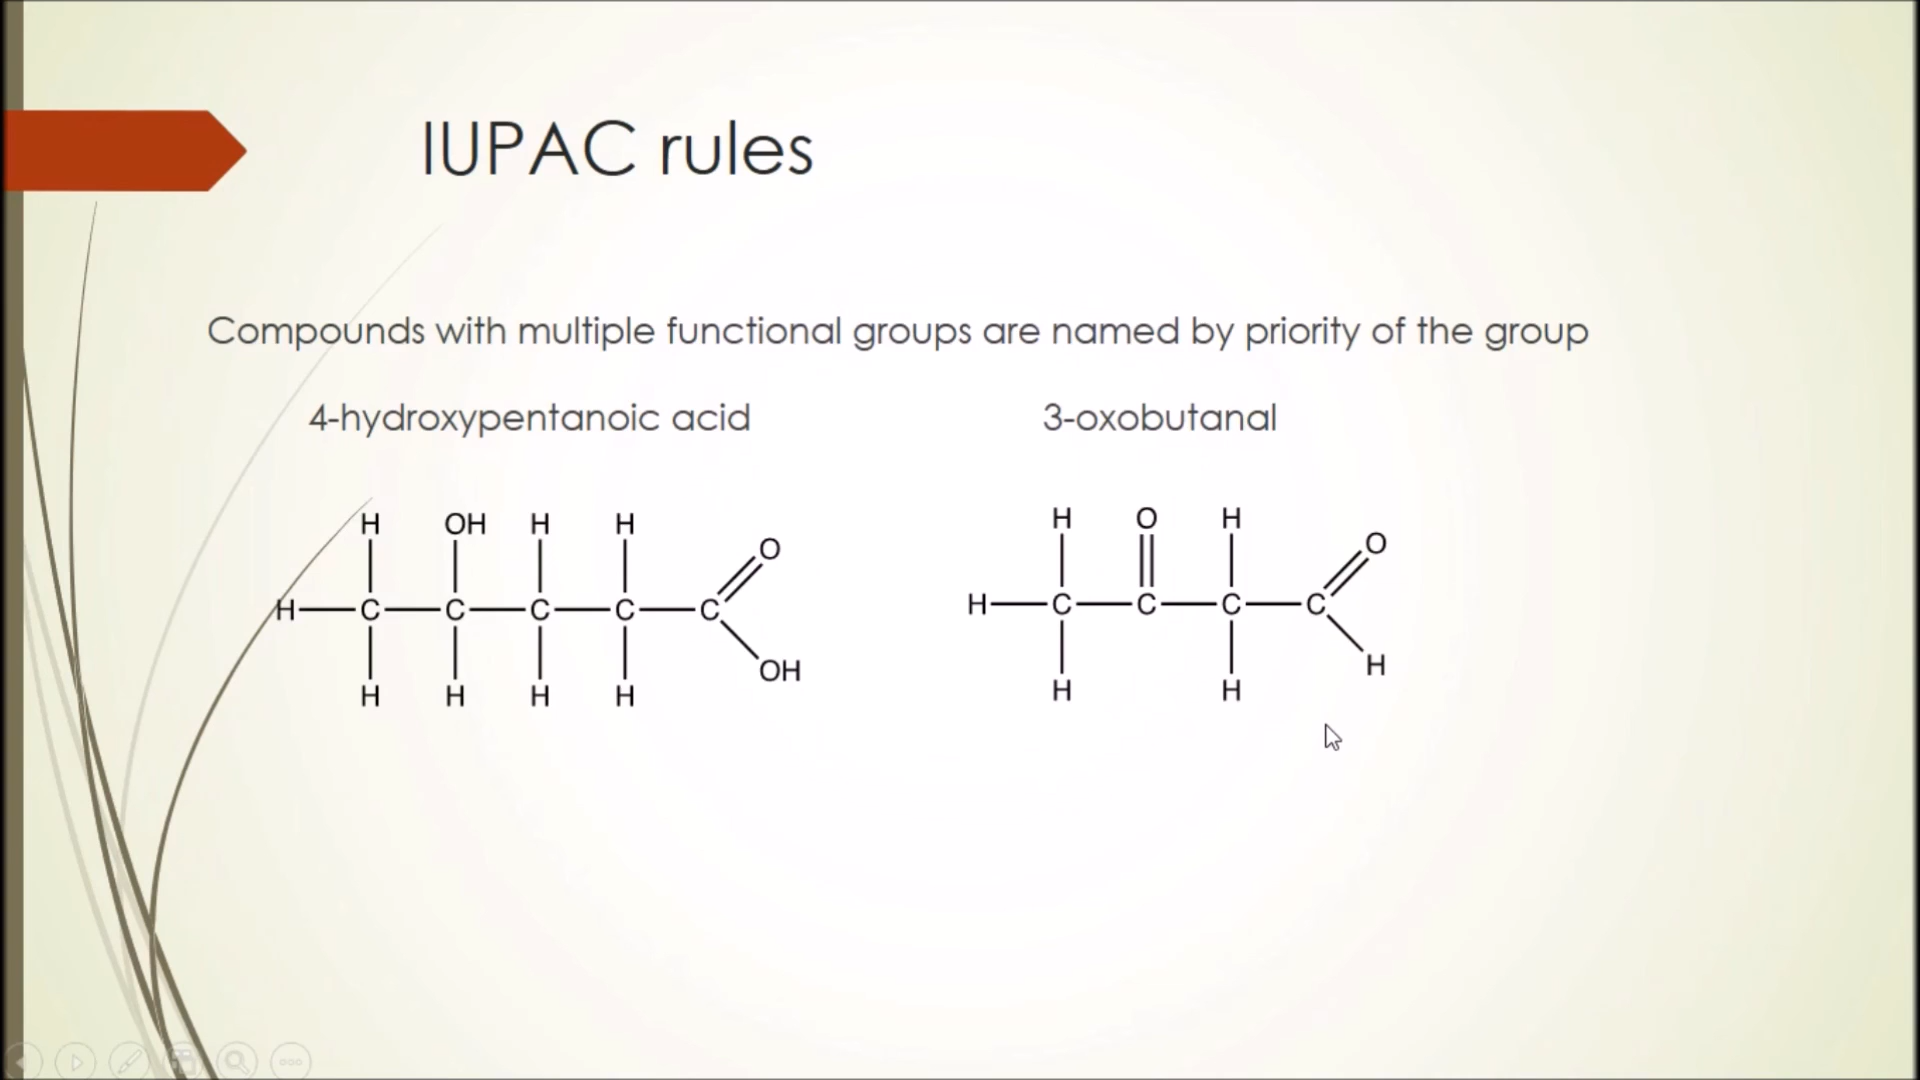 IUPAC rules
Compounds with multiple functional groups are named by priority of the group
4-hydroxypentanoic acid 3-oxobutanal
H OH H H O H O H O
H C C C C C H C C C C
OH H
H H H H H H